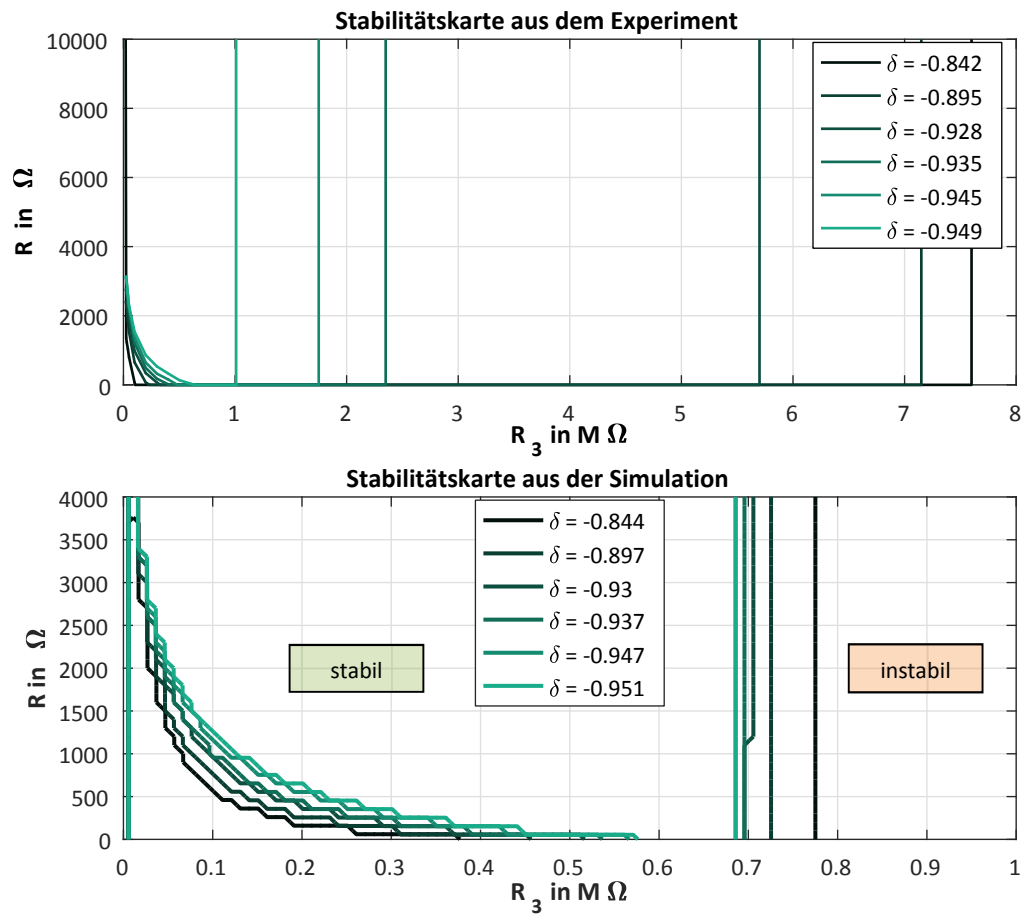 Stabilitätskarte aus dem Experiment
10000
8000
6000
4000
2000
0
R in Ω
δ = -0.842
δ = -0.895
δ = -0.928
δ = -0.935
δ = -0.945
δ = -0.949
0 1 2 3 4 5 6 7 8
R 3 in M Ω
Stabilitätskarte aus der Simulation
4000
3500
3000
2500
2000
1500
1000
500
0
R in Ω
δ = -0.844
δ = -0.897
δ = -0.93
δ = -0.937
δ = -0.947
δ = -0.951
stabil
instabil
0 0.1 0.2 0.3 0.4 0.5 0.6 0.7 0.8 0.9 1
R 3 in M Ω